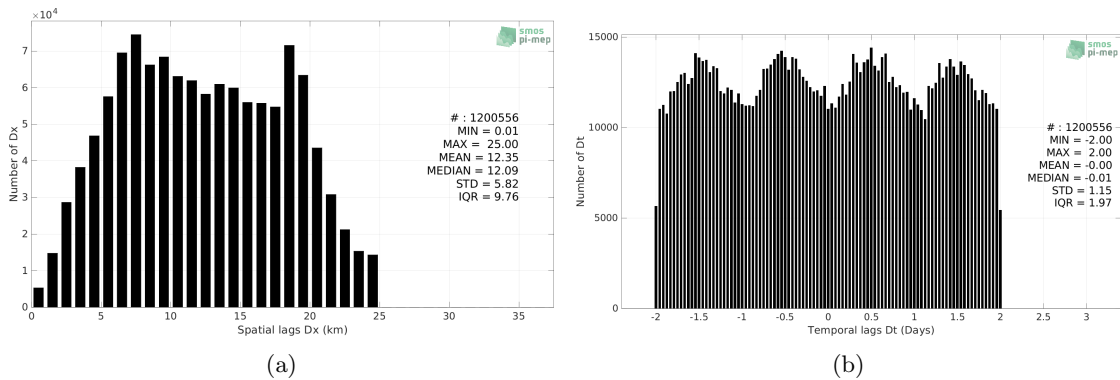 ×10⁴
7
6
5
4
3
2
1
0
Number of Dx
0 5 10 15 20 25 30 35
Spatial lags Dx (km)
smos
pi-mep
# : 1200556
MIN = 0.01
MAX = 25.00
MEAN = 12.35
MEDIAN = 12.09
STD = 5.82
IQR = 9.76
(a)
15000
10000
5000
0
Number of Dt
-2 -1.5 -1 -0.5 0 0.5 1 1.5 2 2.5 3
Temporal lags Dt (Days)
smos
pi-mep
# : 1200556
MIN = -2.00
MAX = 2.00
MEAN = -0.00
MEDIAN = -0.01
STD = 1.15
IQR = 1.97
(b)